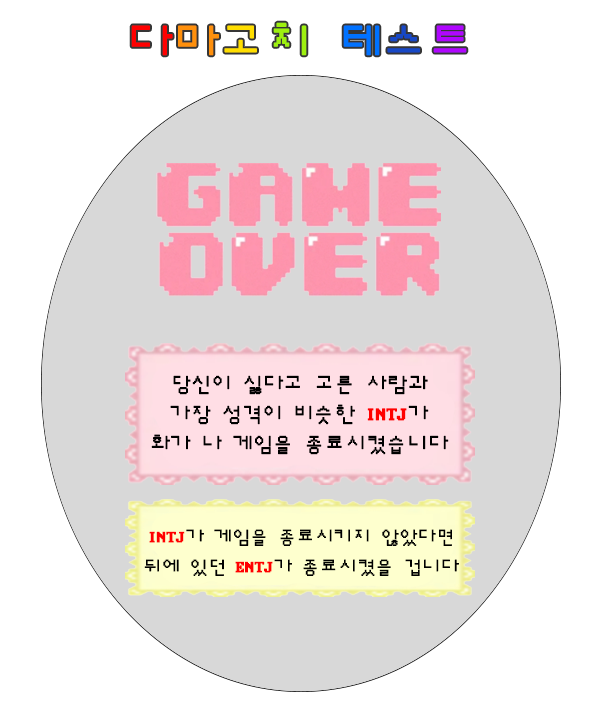 다마고치 테스트
GAME
OVER
당신이 싫다고 고른 사람과
가장 성격이 비슷한 INTJ가
화가 나 게임을 종료시켰습니다
INTJ가 게임을 종료시키지 않았다면
뒤에 있던 ENTJ가 종료시켰을 겁니다